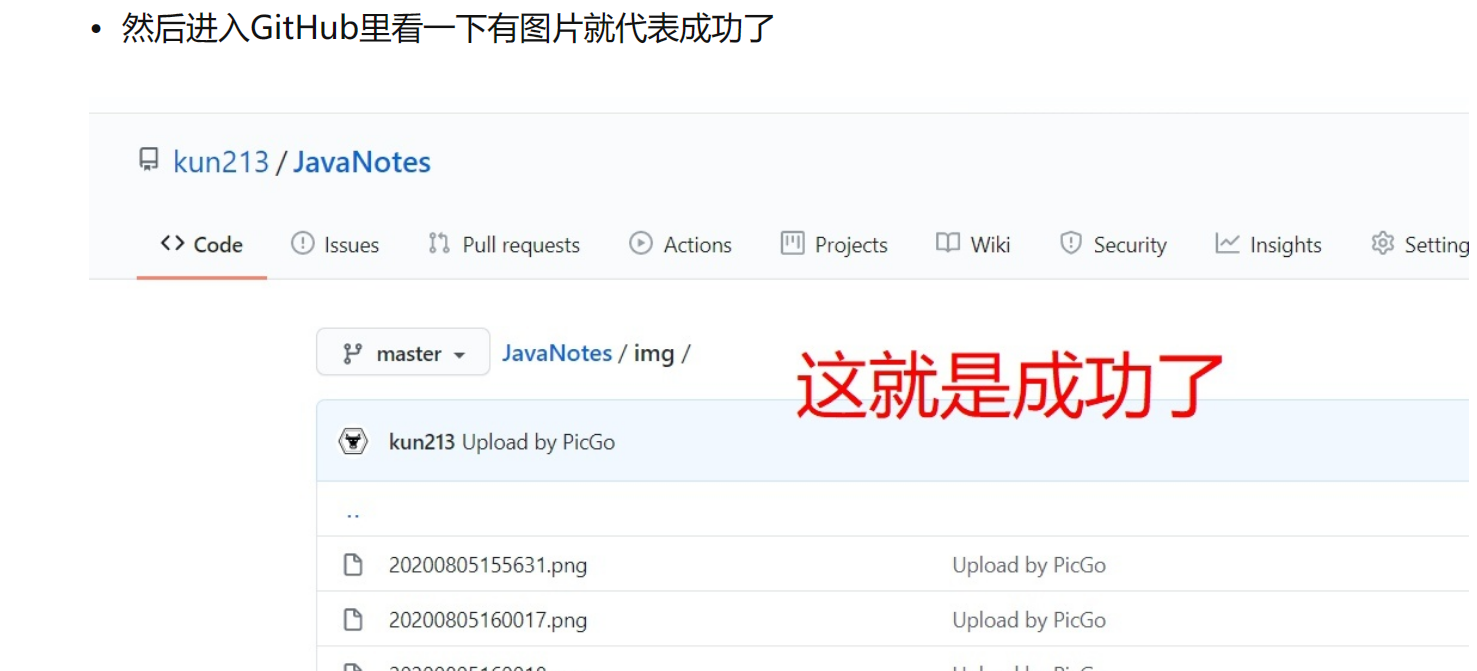 然后进入GitHub里看一下有图片就代表成功了
kun213 / JavaNotes
Code Issues Pull requests Actions Projects Wiki Security Insights Setting
master JavaNotes / img /
这就是成功了
kun213 Upload by PicGo
..
20200805155631.png Upload by PicGo
20200805160017.png Upload by PicGo